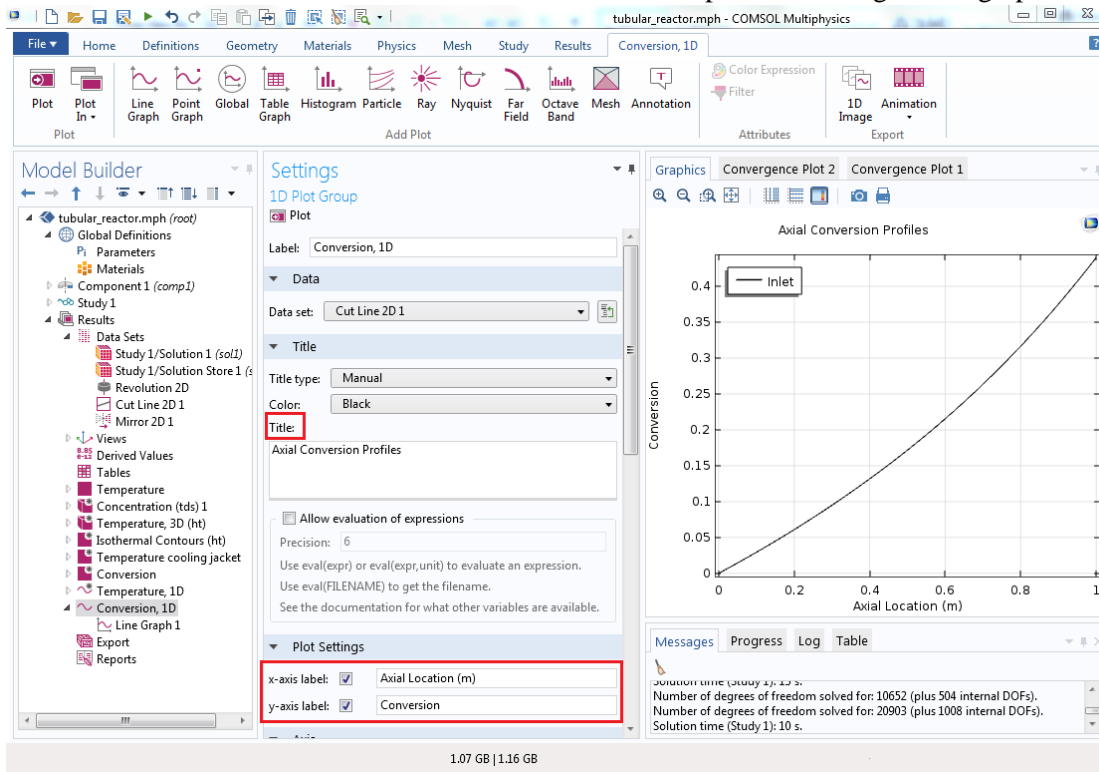 tubular_reactor.mph - COMSOL Multiphysics
File ▾ Home Definitions Geometry Materials Physics Mesh Study Results Conversion, 1D
Plot
Plot In
Line Graph
Point Graph
Global
Table Graph
Histogram
Particle
Ray
Nyquist
Far Field
Octave Band
Mesh
Annotation
Color Expression
Filter
1D Image
Animation
Plot
Add Plot
Attributes
Export
Model Builder
tubular_reactor.mph (root)
Global Definitions
Pi Parameters
Materials
Component 1 (comp1)
Study 1
Results
Data Sets
Study 1/Solution 1 (sol1)
Study 1/Solution Store 1 (s
Revolution 2D
Cut Line 2D 1
Mirror 2D 1
Views
8.85
e-12
Derived Values
Tables
Temperature
Concentration (tds) 1
Temperature, 3D (ht)
Isothermal Contours (ht)
Temperature cooling jacket
Conversion
Temperature, 1D
Conversion, 1D
Line Graph 1
Export
Reports
Settings
1D Plot Group
Plot
Label: Conversion, 1D
Data
Data set: Cut Line 2D 1
Title
Title type: Manual
Color: Black
Title:
Axial Conversion Profiles
Allow evaluation of expressions
Precision: 6
Use eval(expr) or eval(expr,unit) to evaluate an expression.
Use eval(FILENAME) to get the filename.
See the documentation for what other variables are available.
Plot Settings
x-axis label: Axial Location (m)
y-axis label: Conversion
Graphics Convergence Plot 2 Convergence Plot 1
Axial Conversion Profiles
Inlet
0.4
0.35
0.3
0.25
0.2
0.15
0.1
0.05
0
Conversion
0 0.2 0.4 0.6 0.8 1
Axial Location (m)
Messages Progress Log Table
Solution time (Study 1): 15 s.
Number of degrees of freedom solved for: 10652 (plus 504 internal DOFs).
Number of degrees of freedom solved for: 20903 (plus 1008 internal DOFs).
Solution time (Study 1): 10 s.
1.07 GB | 1.16 GB